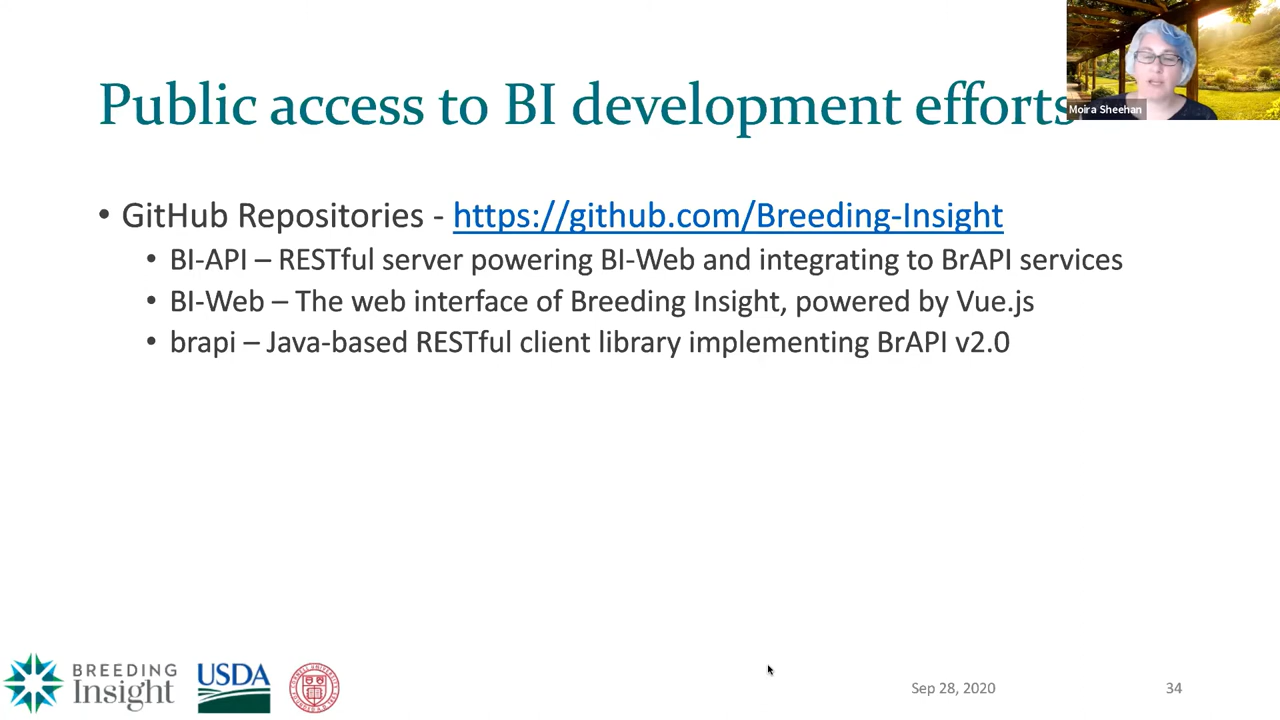 Public access to BI development efforts
Moira Sheehan
• GitHub Repositories - https://github.com/Breeding-Insight
• BI-API – RESTful server powering BI-Web and integrating to BrAPI services
• BI-Web – The web interface of Breeding Insight, powered by Vue.js
• brapi – Java-based RESTful client library implementing BrAPI v2.0
BREEDING
Insight
USDA
Sep 28, 2020
34